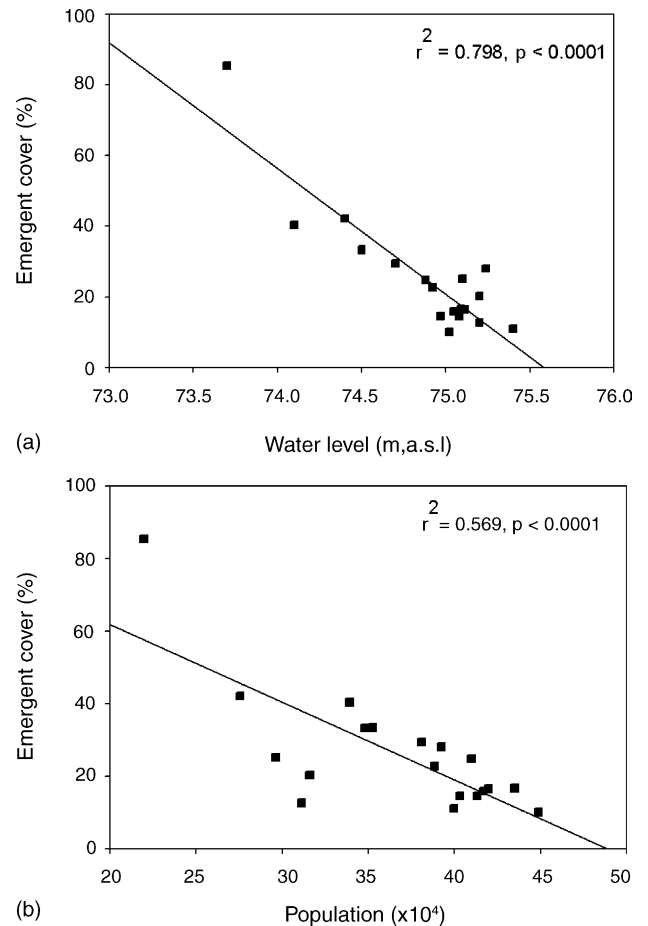 100
80
60
40
20
0
Emergent cover (%)
r² = 0.798, p < 0.0001
73.0 73.5 74.0 74.5 75.0 75.5 76.0
(a)
Water level (m,a.s.l)
100
80
60
40
20
0
Emergent cover (%)
r² = 0.569, p < 0.0001
20 25 30 35 40 45 50
(b)
Population (x10⁴)